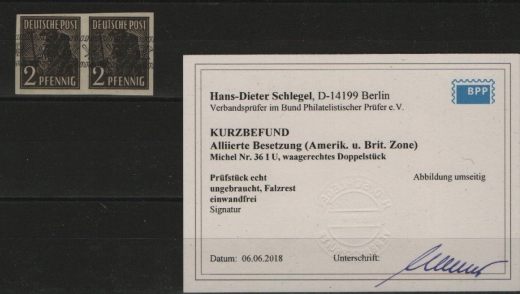 DEUTSCHE POST DEUTSCHE POST
2 PFENNIG 2 PFENNIG
Hans-Dieter Schlegel, D-14199 Berlin
Verbandsprüfer im Bund Philatelistischer Prüfer e.V.
BPP
KURZBEFUND
Alliierte Besetzung (Amerik. u. Brit. Zone)
Michel Nr. 36 I U, waagerechtes Doppelstück
Prüfstück echt
Abbildung umseitig
ungebraucht, Falzrest
einwandfrei
Signatur
Datum: 06.06.2018 Unterschrift: